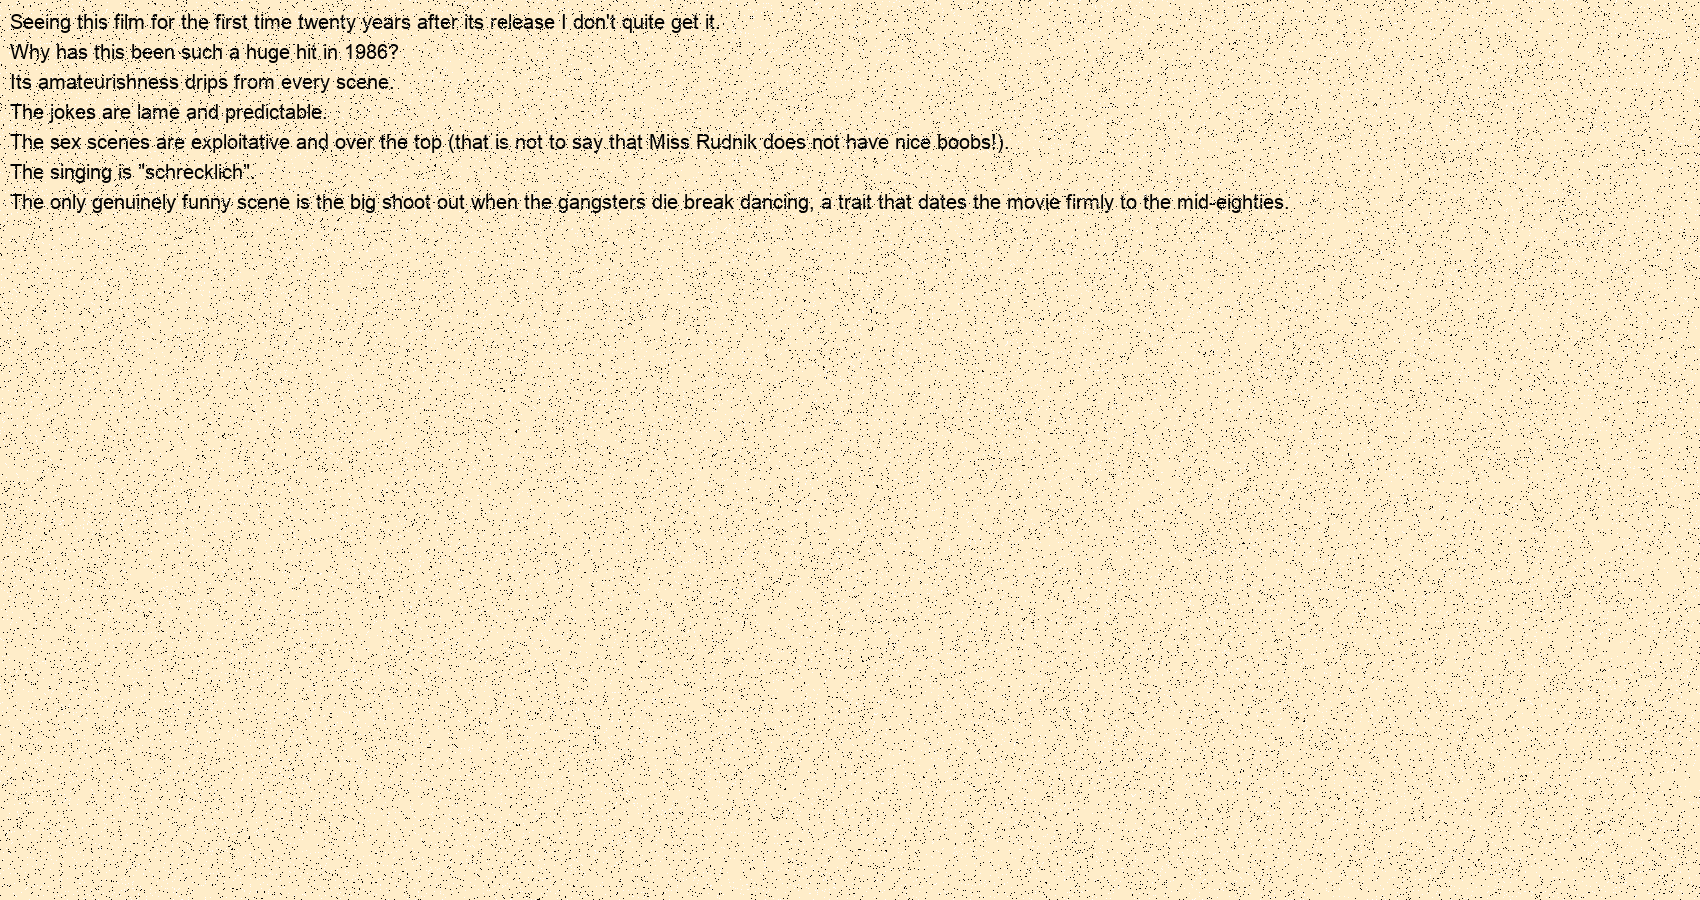 Seeing this film for the first time twenty years after its release I don't quite get it.
Why has this been such a huge hit in 1986?
Its amateurishness drips from every scene.
The jokes are lame and predictable.
The sex scenes are exploitative and over the top (that is not to say that Miss Rudnik does not have nice boobs!).
The singing is "schrecklich".
The only genuinely funny scene is the big shoot out when the gangsters die break dancing, a trait that dates the movie firmly to the mid-eighties.